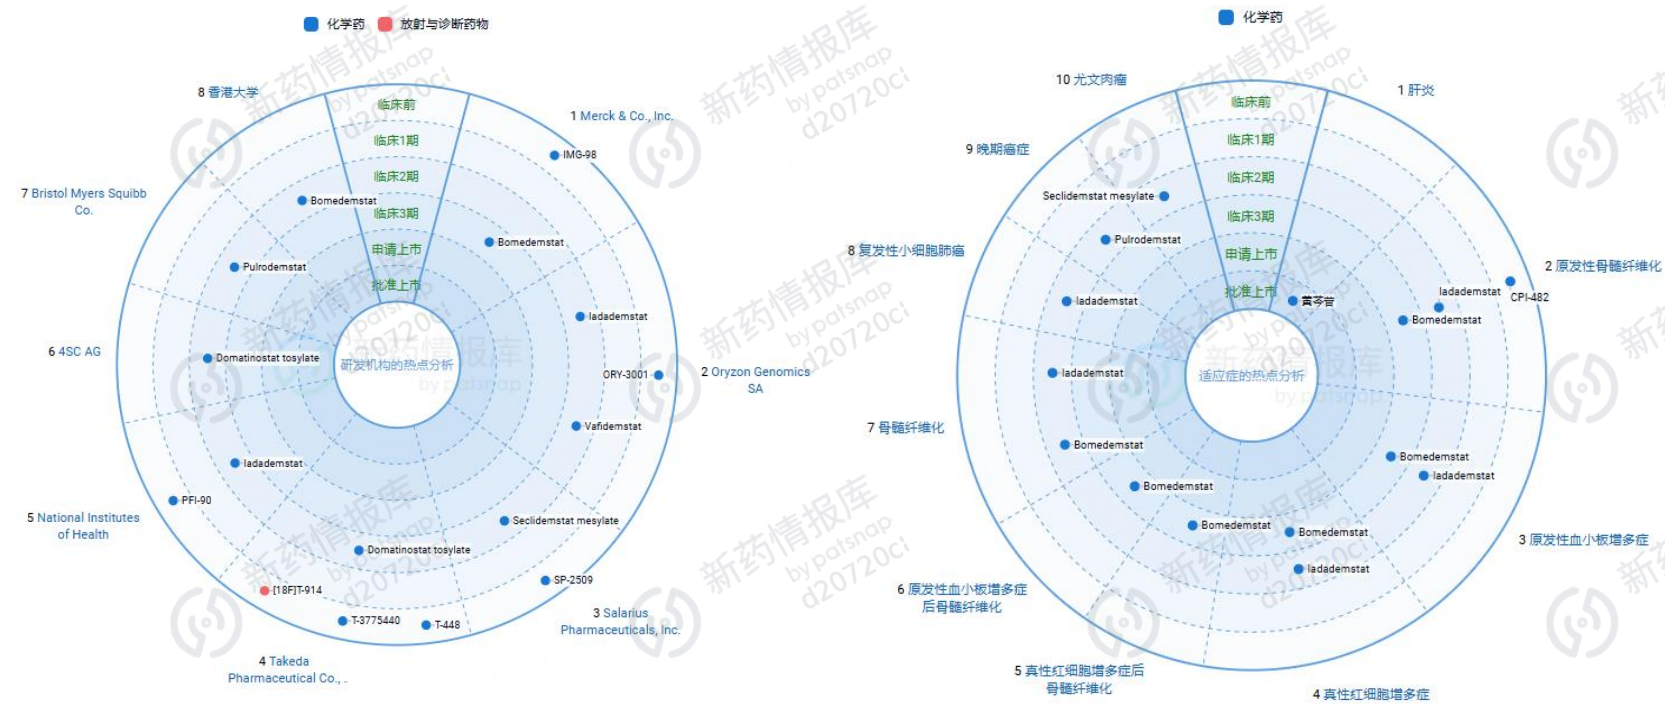 化学药
放射与诊断药物
8 香港大学
临床前
临床1期
临床2期
临床3期
申请上市
批准上市
1 Merck & Co., Inc.
IMG-98
Bomedemstat
7 Bristol Myers Squibb
Co.
Bomedemstat
Pulrodemstat
Iadademstat
6 4SC AG
Domatinostat tosylate
研发机构的热点分析
ORY-3001
2 Oryzon Genomics
SA
Vafidemstat
Iadademstat
PFI-90
5 National Institutes
of Health
Seclidemstat mesylate
Domatinostat tosylate
SP-2509
[18F]T-914
T-3775440
T-448
3 Salarius
Pharmaceuticals, Inc.
4 Takeda
Pharmaceutical Co., .
化学药
10 尤文肉瘤
临床前
临床1期
临床2期
临床3期
申请上市
批准上市
1 肝炎
9 晚期癌症
Seclidemstat mesylate
Pulrodemstat
8 复发性小细胞肺癌
2 原发性骨髓纤维化
Iadademstat
黄芩苷
Iadademstat
CPI-482
Bomedemstat
Iadademstat
适应症的热点分析
7 骨髓纤维化
Bomedemstat
Bomedemstat
Iadademstat
Bomedemstat
Bomedemstat
Bomedemstat
3 原发性血小板增多症
Iadademstat
6 原发性血小板增多症
后骨髓纤维化
5 真性红细胞增多症后
骨髓纤维化
4 真性红细胞增多症
新药情报库
by patsnap
d20720ci